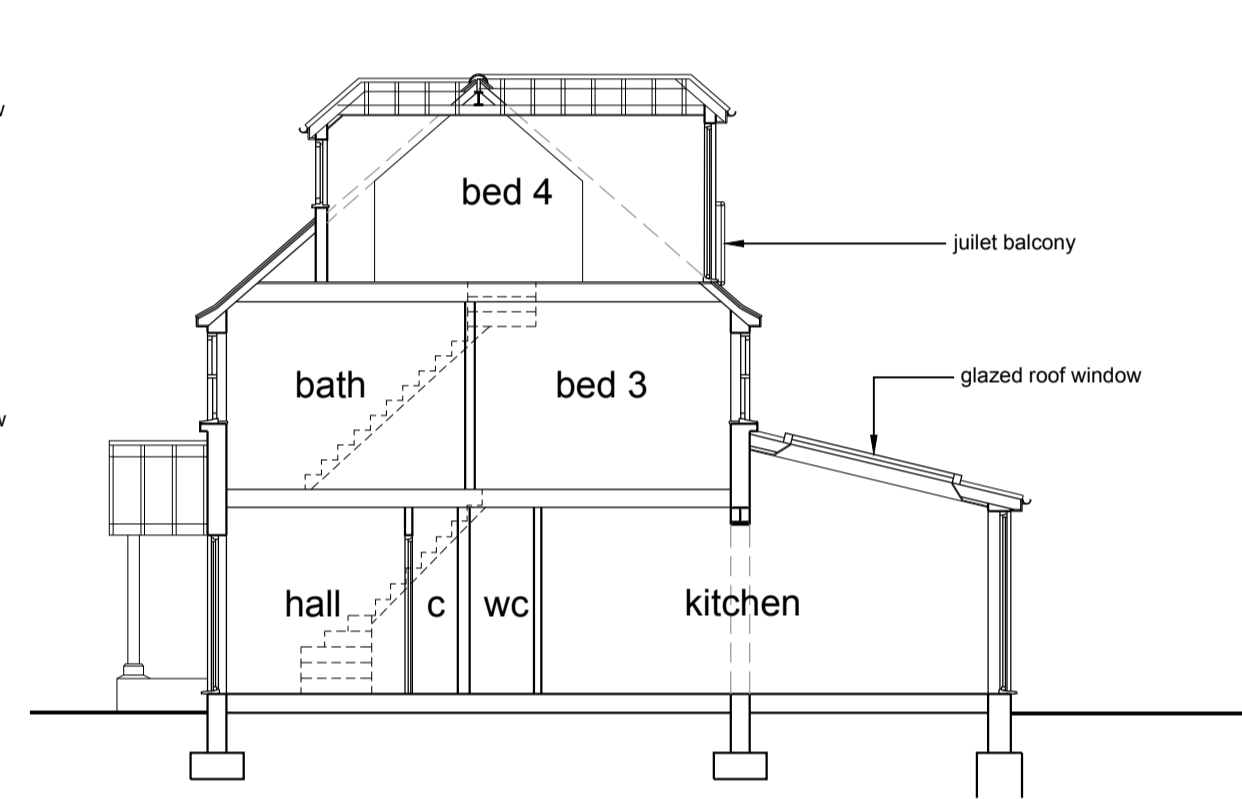 bed 4
juilet balcony
bath
bed 3
glazed roof window
hall
c
wc
kitchen